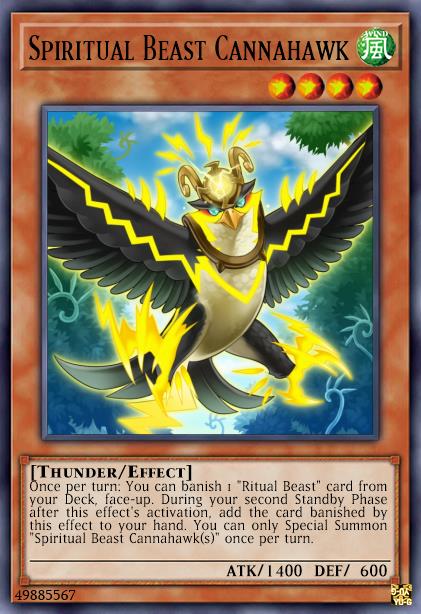 SPIRITUAL BEAST CANNAHAWK
WIND
風
[THUNDER/EFFECT]
Once per turn: You can banish 1 "Ritual Beast" card from
your Deck, face-up. During your second Standby Phase
after this effect's activation, add the card banished by
this effect to your hand. You can only Special Summon
"Spiritual Beast Cannahawk(s)" once per turn.
ATK/1400 DEF/ 600
49885567